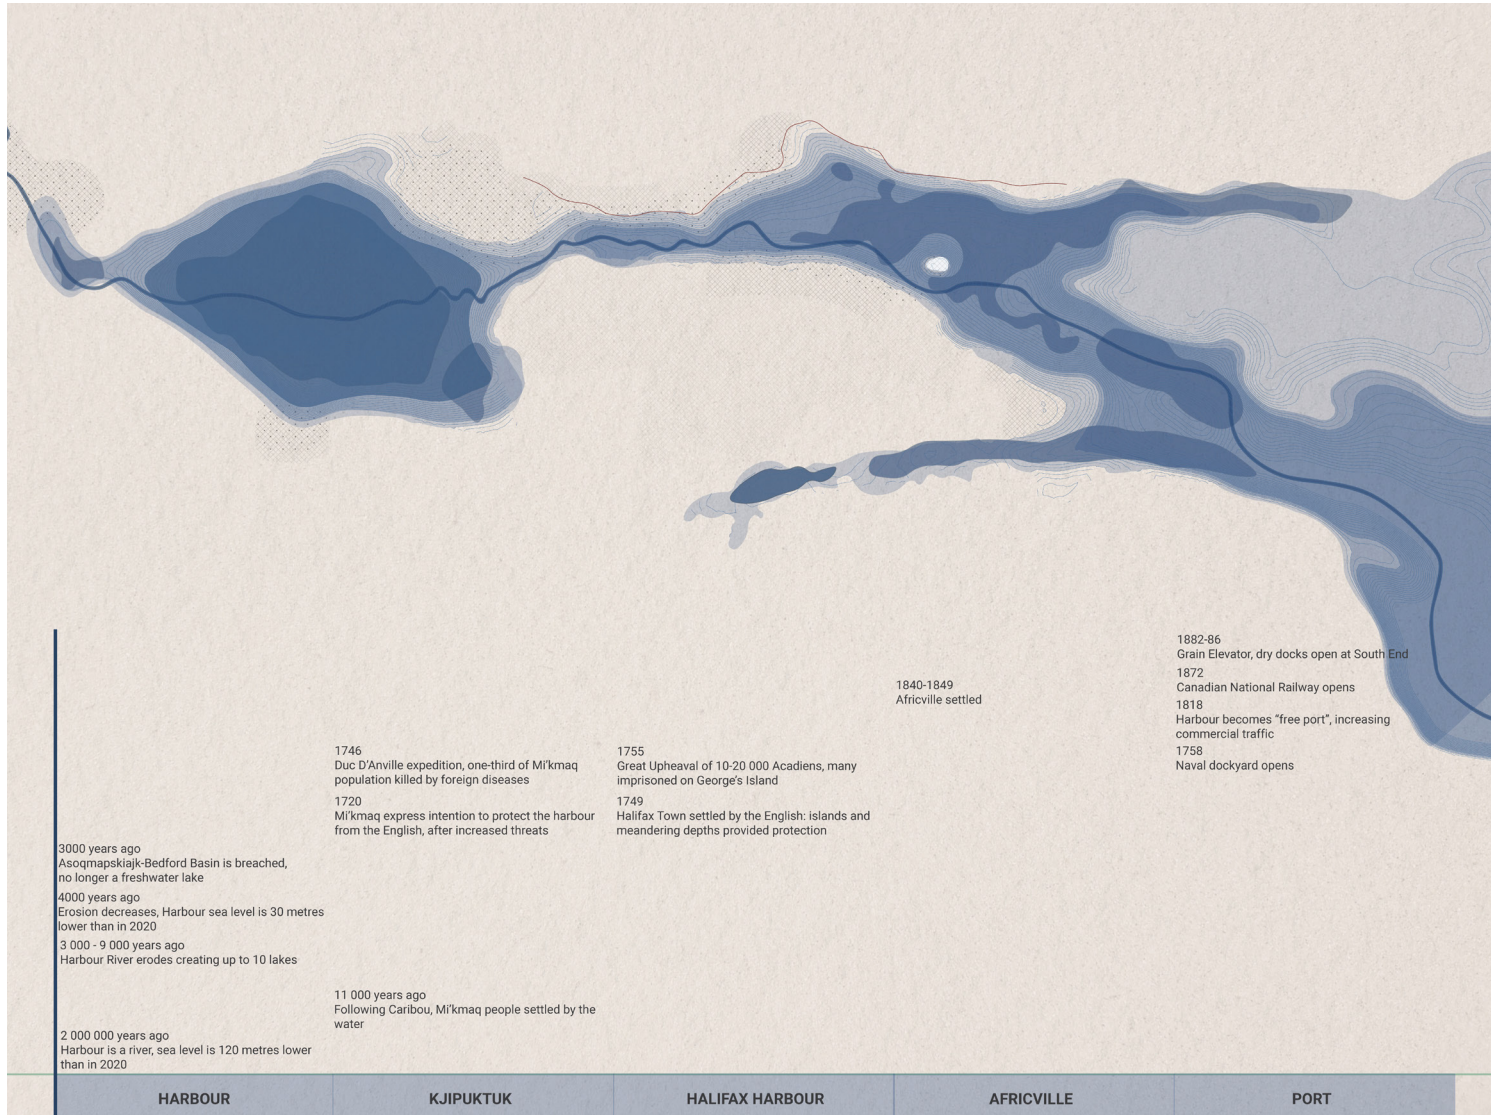 3000 years ago
Asoqmapskiajk-Bedford Basin is breached,
no longer a freshwater lake
4000 years ago
Erosion decreases, Harbour sea level is 30 metres
lower than in 2020
3 000 - 9 000 years ago
Harbour River erodes creating up to 10 lakes
2 000 000 years ago
Harbour is a river, sea level is 120 metres lower
than in 2020
1746
Duc D'Anville expedition, one-third of Mi'kmaq
population killed by foreign diseases
1720
Mi'kmaq express intention to protect the harbour
from the English, after increased threats
11 000 years ago
Following Caribou, Mi'kmaq people settled by the
water
1755
Great Upheaval of 10-20 000 Acadiens, many
imprisoned on George's Island
1749
Halifax Town settled by the English: islands and
meandering depths provided protection
1840-1849
Africville settled
1882-86
Grain Elevator, dry docks open at South End
1872
Canadian National Railway opens
1818
Harbour becomes “free port”, increasing
commercial traffic
1758
Naval dockyard opens
HARBOUR
KJIPUKTUK
HALIFAX HARBOUR
AFRICVILLE
PORT